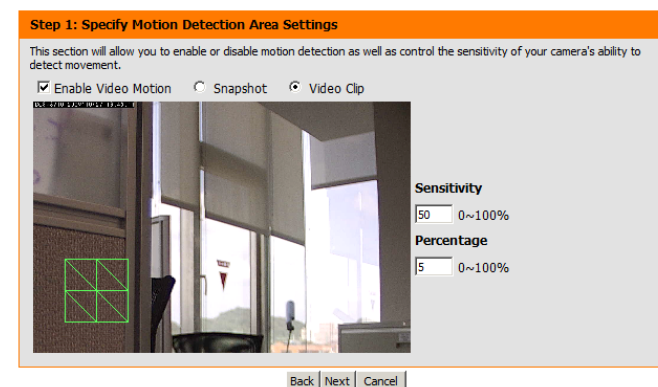 Step 1: Specify Motion Detection Area Settings
This section will allow you to enable or disable motion detection as well as control the sensitivity of your camera's ability to
detect movement.
Enable Video Motion Snapshot Video Clip
Sensitivity
50 0~100%
Percentage
5 0~100%
Back Next Cancel